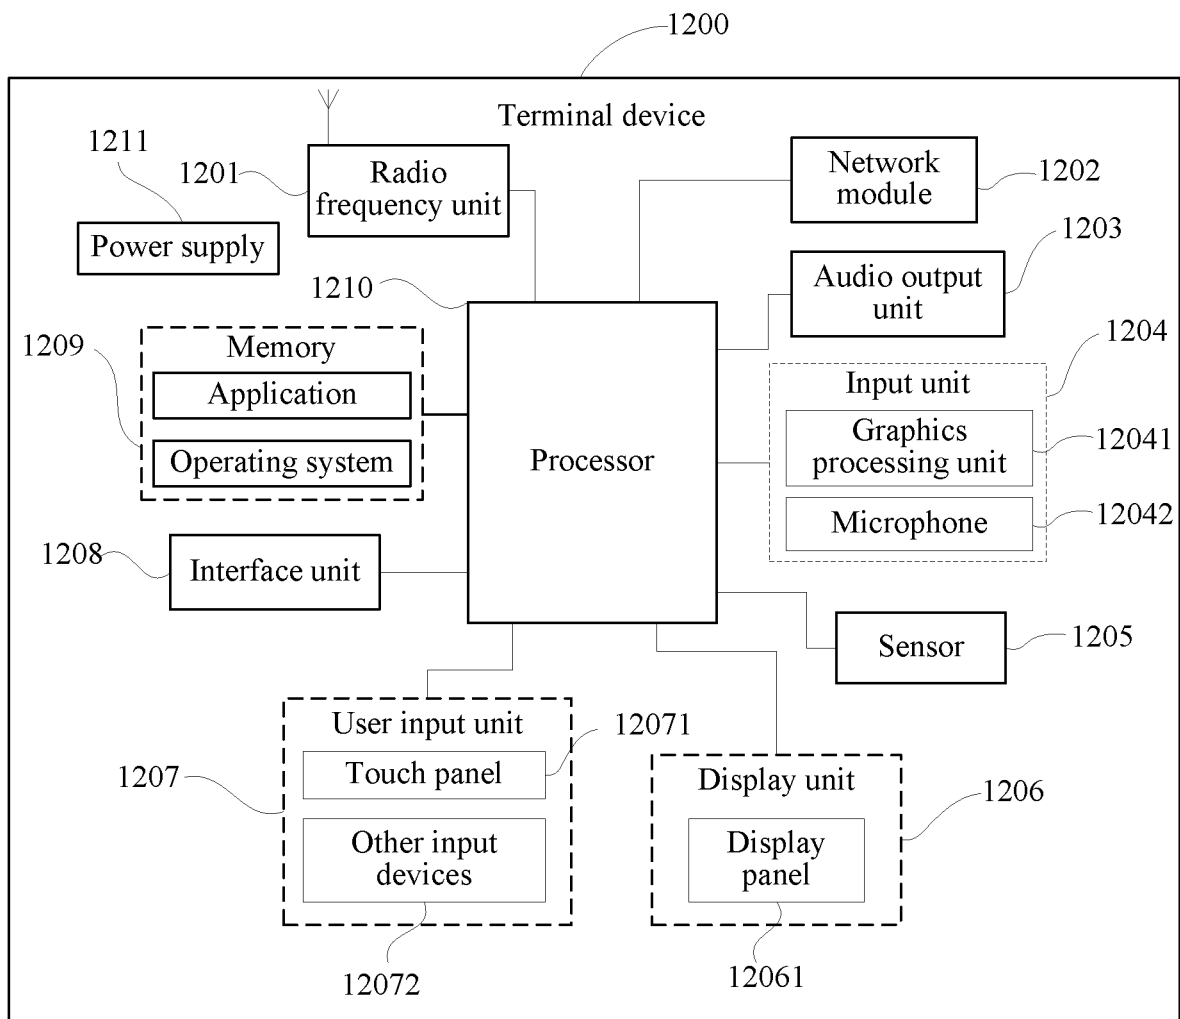 1200
Terminal device
1211
1201
Radio
frequency unit
Network
module
1202
Power supply
1203
Audio output
unit
1210
1209
Memory
Application
Operating system
Processor
1204
Input unit
Graphics
processing unit
12041
Microphone
12042
1208
Interface unit
Sensor
1205
User input unit
12071
1207
Touch panel
Other input
devices
12072
Display unit
1206
Display
panel
12061